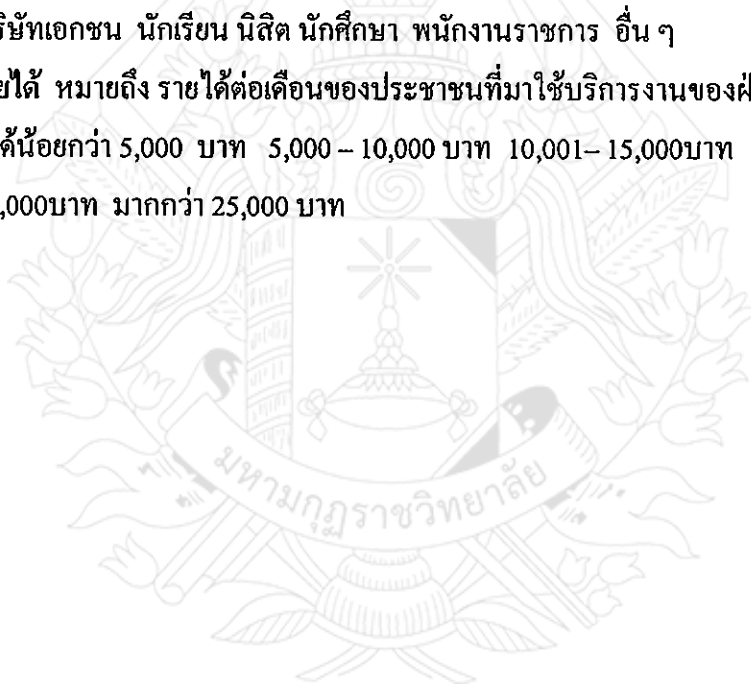 ริษัทเอกชน นักเรียน นิสิต นักศึกษา พนักงานราชการ อื่น ๆ
ยได้ หมายถึง รายได้ต่อเดือนของประชาชนที่มาใช้บริการงานของฝ่
ด้น้อยกว่า 5,000 บาท 5,000 – 10,000 บาท 10,001– 15,000บาท
,000บาท มากกว่า 25,000 บาท
มหามกุฏราชวิทยาลัย